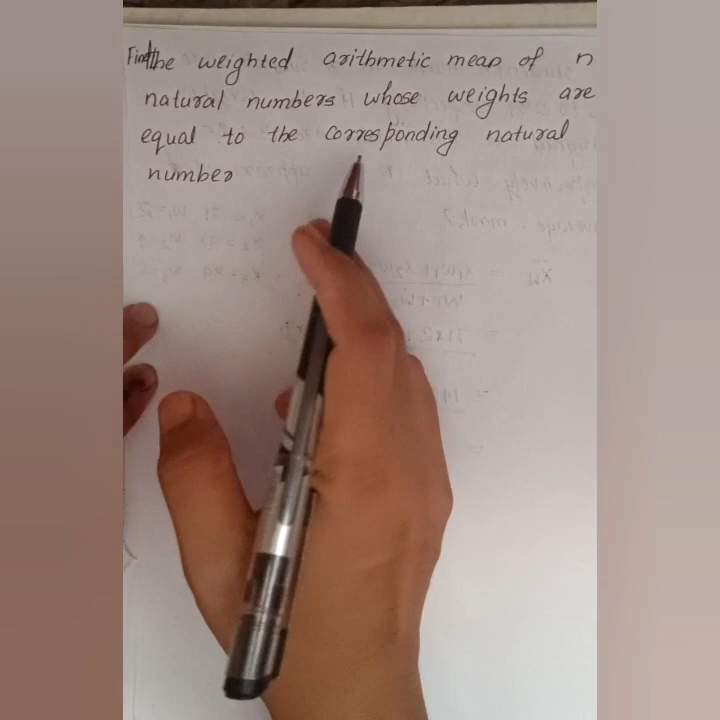 Find the weighted arithmetic mean of n
natural numbers whose weights are
equal to the corresponding natural
number